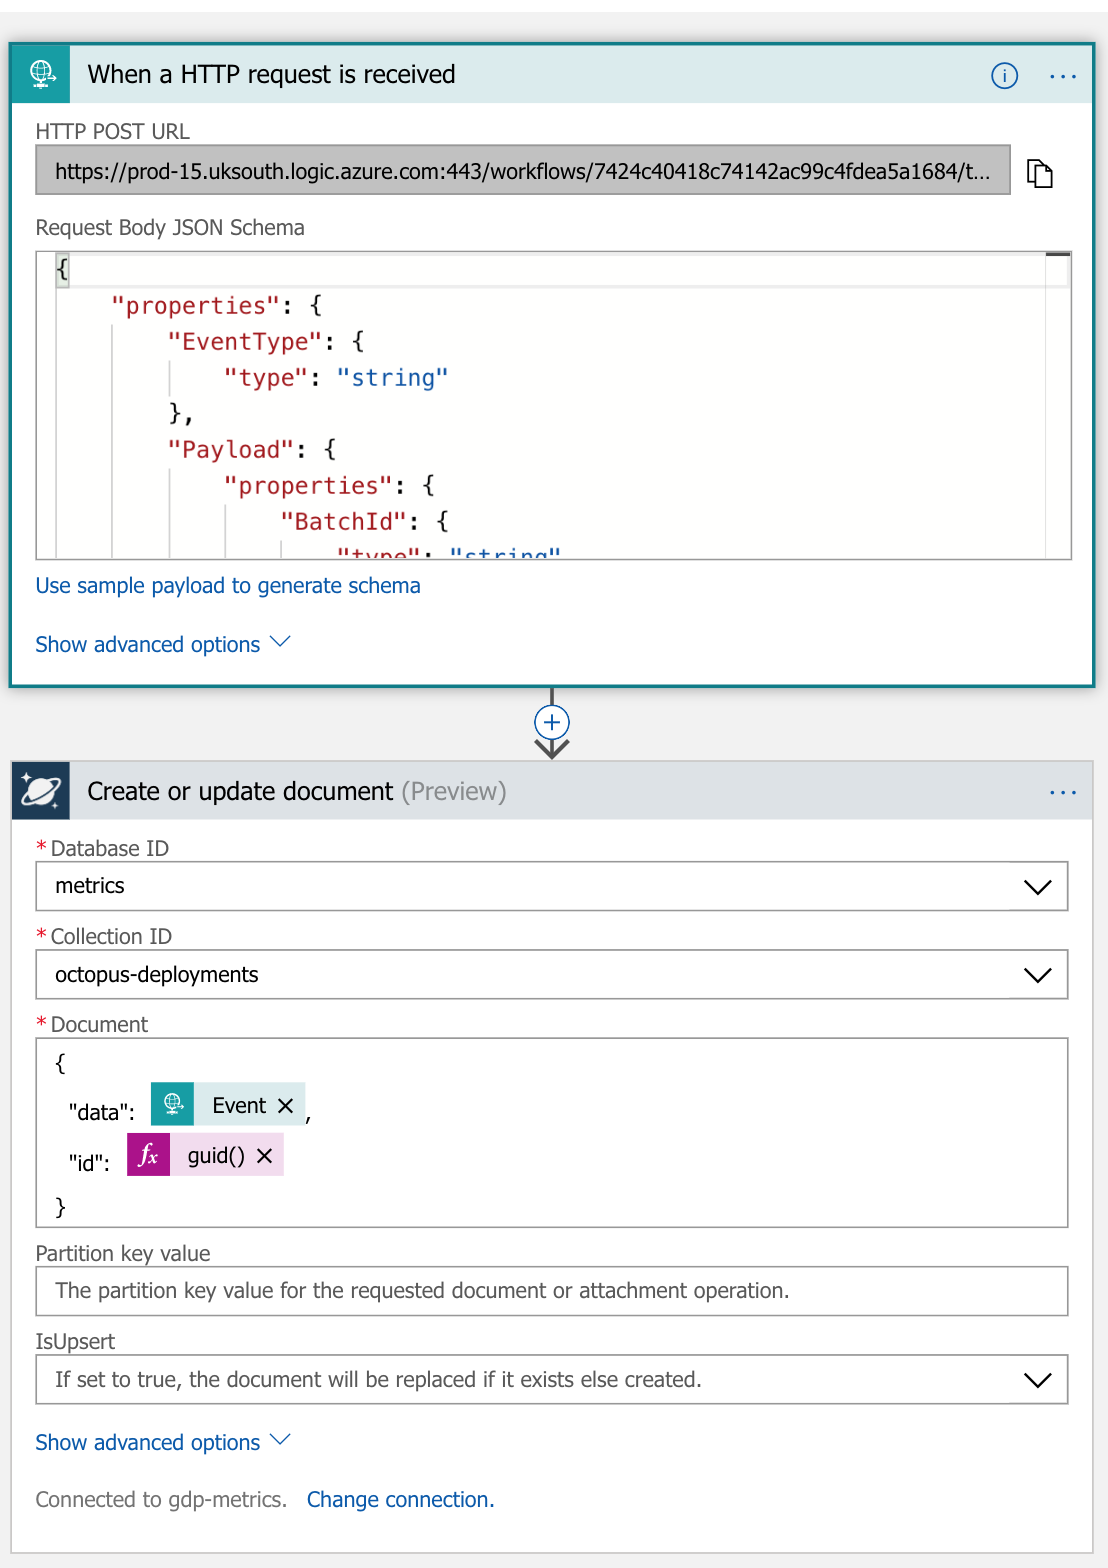 When a HTTP request is received
HTTP POST URL
https://prod-15.uksouth.logic.azure.com:443/workflows/7424c40418c74142ac99c4fdea5a1684/t...
Request Body JSON Schema
{
"properties": {
"EventType": {
"type": "string"
},
"Payload": {
"properties": {
"BatchId": {
"type": "string"
Use sample payload to generate schema
Show advanced options
Create or update document (Preview)
* Database ID
metrics
* Collection ID
octopus-deployments
* Document
{
"data": Event ×,
"id": fx guid() ×
}
Partition key value
The partition key value for the requested document or attachment operation.
IsUpsert
If set to true, the document will be replaced if it exists else created.
Show advanced options
Connected to gdp-metrics. Change connection.